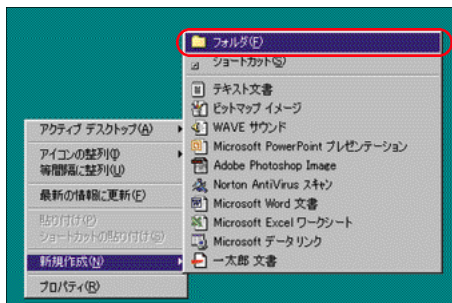 アクティブ デスクトップ(A)
アイコンの整列(I)
等間隔に整列(U)
最新の情報に更新(E)
貼り付け(P)
ショートカットの貼り付け(S)
新規作成(N)
プロパティ(R)
フォルダ(F)
ショートカット(S)
テキスト文書
ビットマップ イメージ
WAVE サウンド
Microsoft PowerPoint プレゼンテーション
Adobe Photoshop Image
Norton AntiVirus スキャン
Microsoft Word 文書
Microsoft Excel ワークシート
Microsoft データ リンク
一太郎 文書